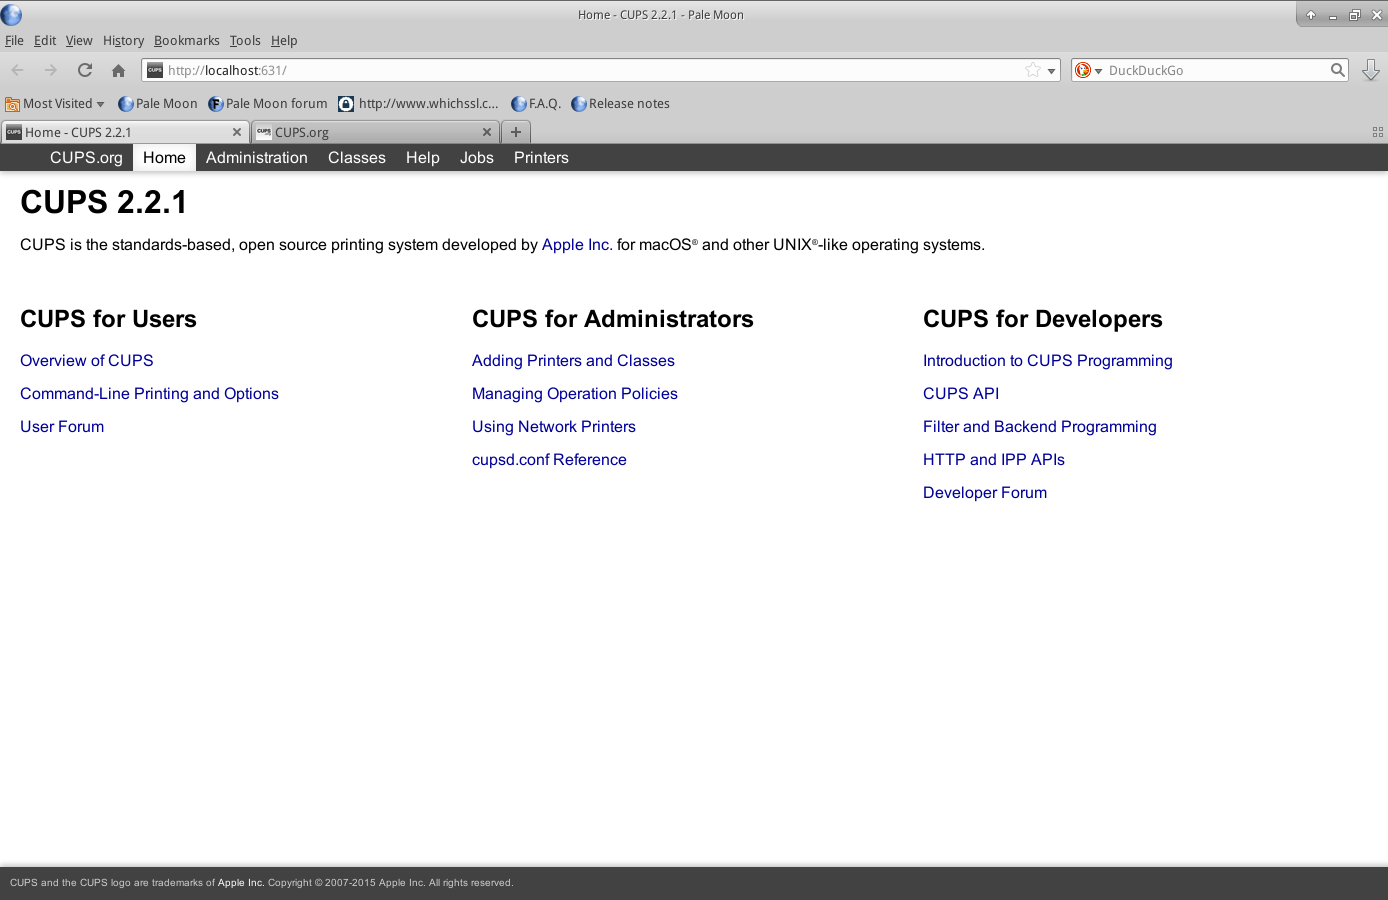 Home - CUPS 2.2.1 - Pale Moon
File Edit View History Bookmarks Tools Help
CUPS http://localhost:631/ DuckDuckGo
Most Visited Pale Moon F Pale Moon forum http://www.whichssl.c... F.A.Q. Release notes
CUPS Home - CUPS 2.2.1 CUPS CUPS.org
CUPS.org Home Administration Classes Help Jobs Printers
CUPS 2.2.1
CUPS is the standards-based, open source printing system developed by Apple Inc. for macOS® and other UNIX®-like operating systems.
CUPS for Users
Overview of CUPS
Command-Line Printing and Options
User Forum
CUPS for Administrators
Adding Printers and Classes
Managing Operation Policies
Using Network Printers
cupsd.conf Reference
CUPS for Developers
Introduction to CUPS Programming
CUPS API
Filter and Backend Programming
HTTP and IPP APIs
Developer Forum
CUPS and the CUPS logo are trademarks of Apple Inc. Copyright © 2007-2015 Apple Inc. All rights reserved.